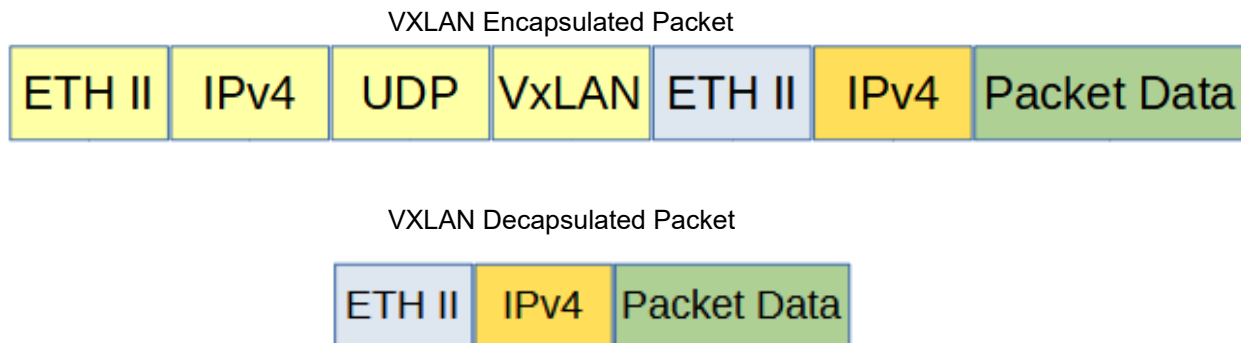 VXLAN Encapsulated Packet
ETH II IPv4 UDP VxLAN ETH II IPv4 Packet Data
VXLAN Decapsulated Packet
ETH II IPv4 Packet Data